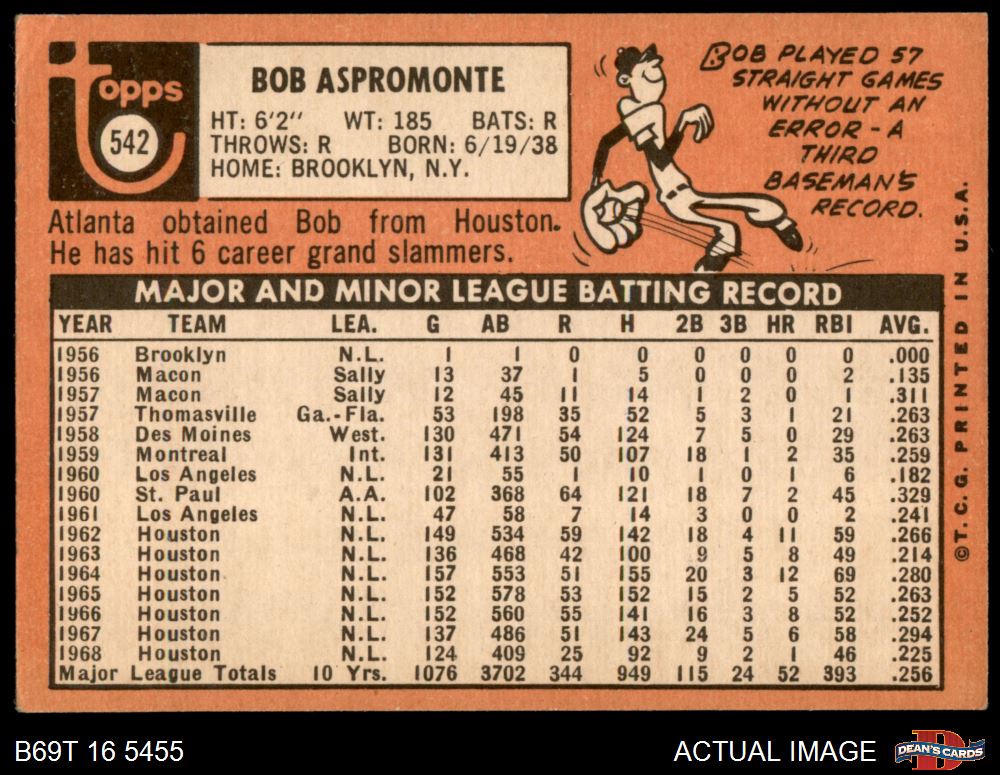 topps
542
BOB ASPROMONTE
HT: 6'2" WT: 185 BATS: R
THROWS: R BORN: 6/19/38
HOME: BROOKLYN, N.Y.
Atlanta obtained Bob from Houston.
He has hit 6 career grand slammers.
BOB PLAYED 57
STRAIGHT GAMES
WITHOUT AN
ERROR - A
THIRD
BASEMAN'S
RECORD.
MAJOR AND MINOR LEAGUE BATTING RECORD
YEAR TEAM LEA. G AB R H 2B 3B HR RBI AVG.
1956 Brooklyn N.L. 1 1 0 0 0 0 0 0 .000
1956 Macon Sally 13 37 1 5 0 0 0 2 .135
1957 Macon Sally 12 45 11 14 1 2 0 1 .311
1957 Thomasville Ga.-Fla. 53 198 35 52 5 3 1 21 .263
1958 Des Moines West. 130 471 54 124 7 5 0 29 .263
1959 Montreal Int. 131 413 50 107 18 1 2 35 .259
1960 Los Angeles N.L. 21 55 1 10 1 0 1 6 .182
1960 St. Paul A.A. 102 368 64 121 18 7 2 45 .329
1961 Los Angeles N.L. 47 58 7 14 3 0 0 2 .241
1962 Houston N.L. 149 534 59 142 18 4 11 59 .266
1963 Houston N.L. 136 468 42 100 9 5 8 49 .214
1964 Houston N.L. 157 553 51 155 20 3 12 69 .280
1965 Houston N.L. 152 578 53 152 15 2 5 52 .263
1966 Houston N.L. 152 560 55 141 16 3 8 52 .252
1967 Houston N.L. 137 486 51 143 24 5 6 58 .294
1968 Houston N.L. 124 409 25 92 9 2 1 46 .225
Major League Totals 10 Yrs. 1076 3702 344 949 115 24 52 393 .256
©T.C.G. PRINTED IN U.S.A.
B69T 16 5455
ACTUAL IMAGE
DEAN'S CARDS